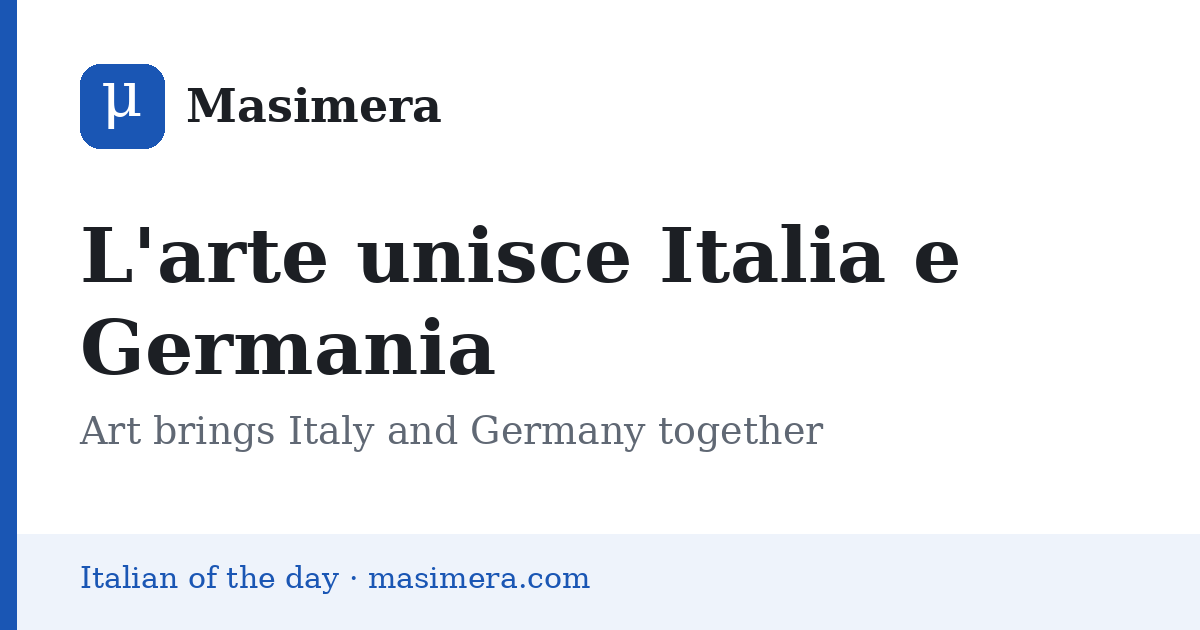 μ Masimera
L'arte unisce Italia e
Germania
Art brings Italy and Germany together
Italian of the day · masimera.com